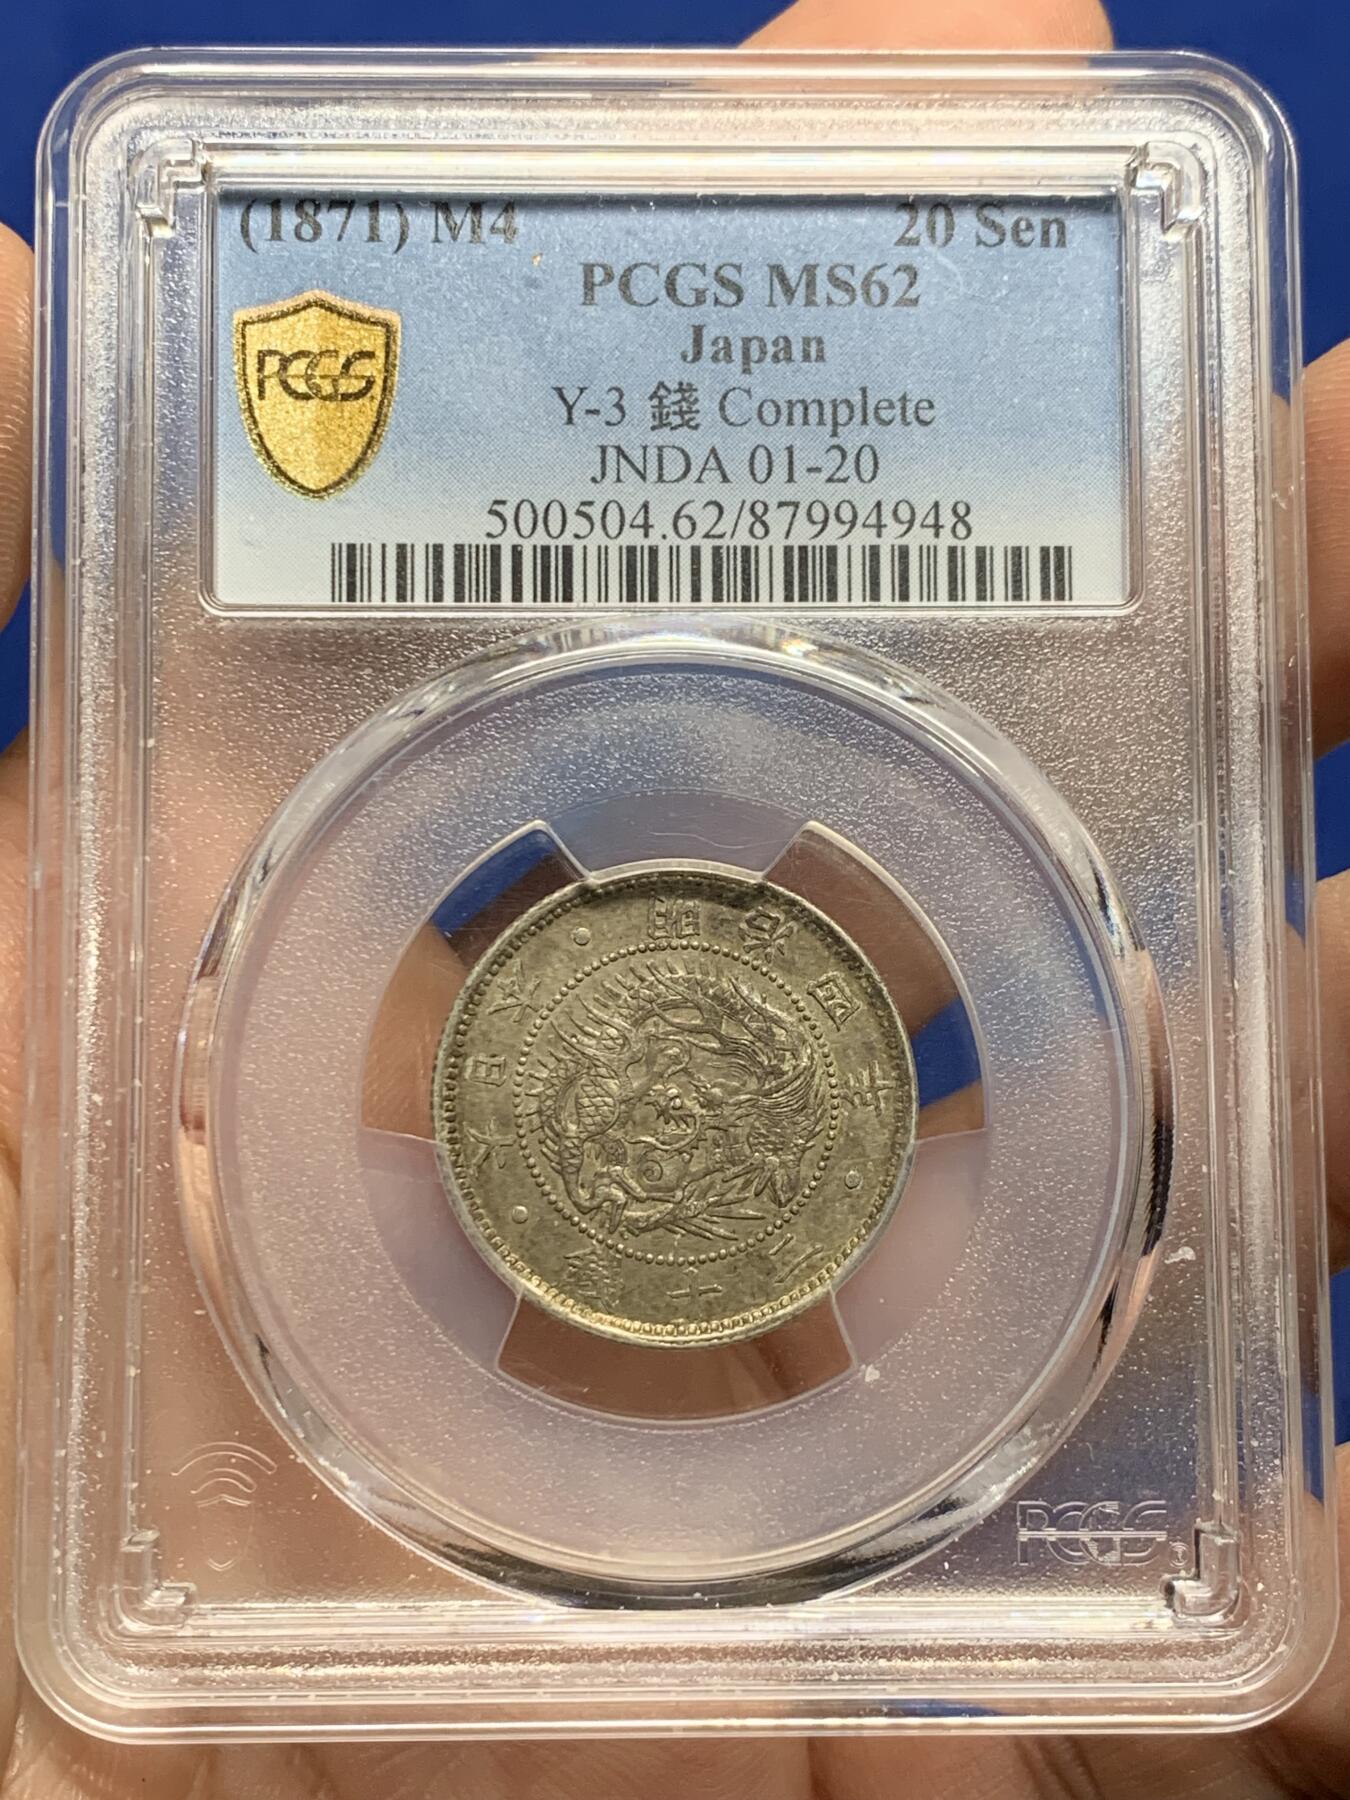 (1871) M4 20 Sen
PCGS MS62
Japan
Y-3 錢 Complete
JNDA 01-20
500504.62/87994948
PCGS
大日本 • 明治四年 • 二十錢 •
PCGS